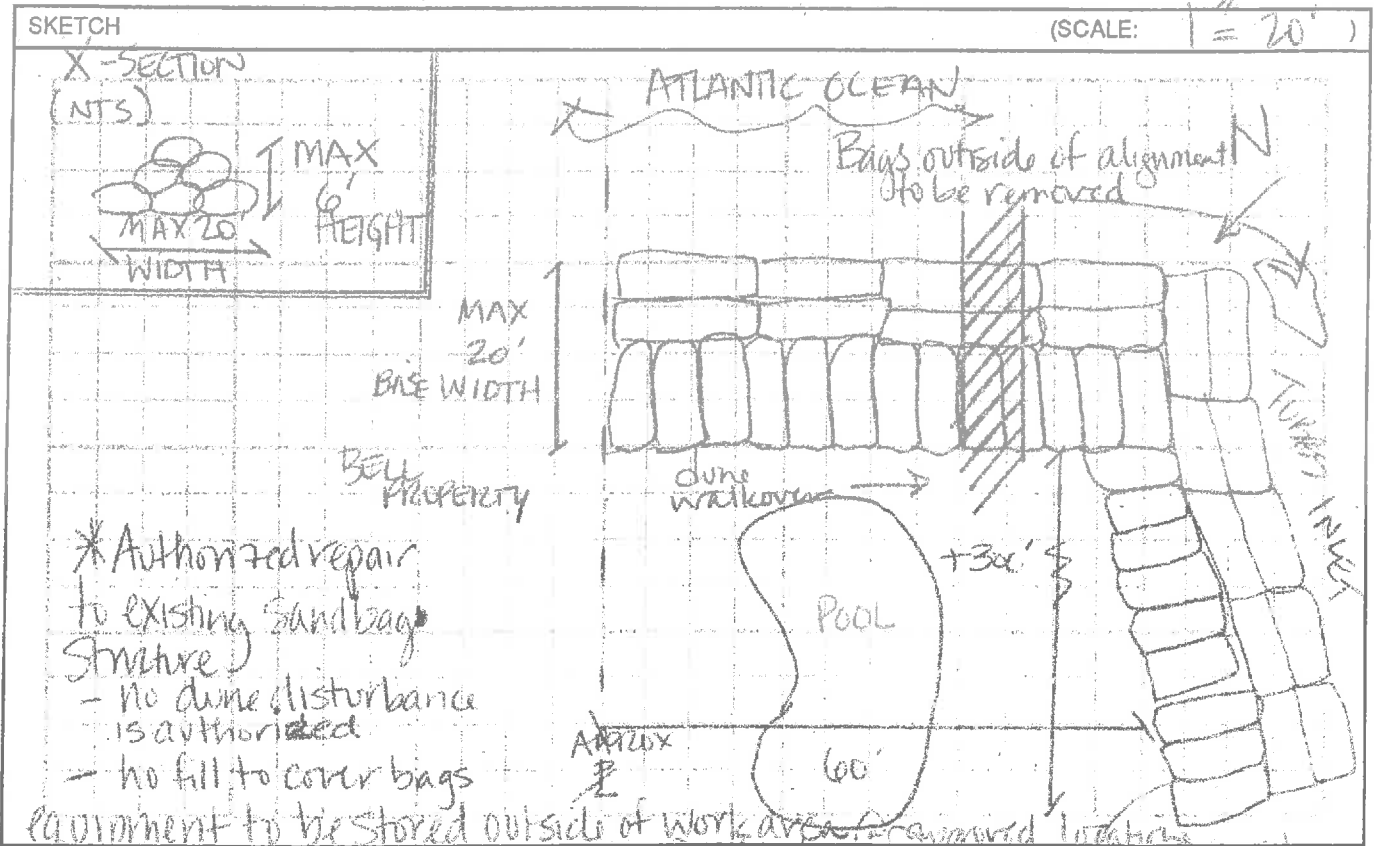 SKETCH
(SCALE: 1" = 20' )
X-SECTION
(NTS)
MAX
6'
HEIGHT
MAX 20'
WIDTH
ATLANTIC OCEAN
N
Bags outside of alignment
to be removed
MAX
20'
BASE WIDTH
BELL
PROPERTY
dune
walkover
INLET
POOL
60'
APPROX
* Authorized repair
to existing sandbag
structure
- no dune disturbance
is authorized
- no fill to cover bags
equipment to be stored outside of work area